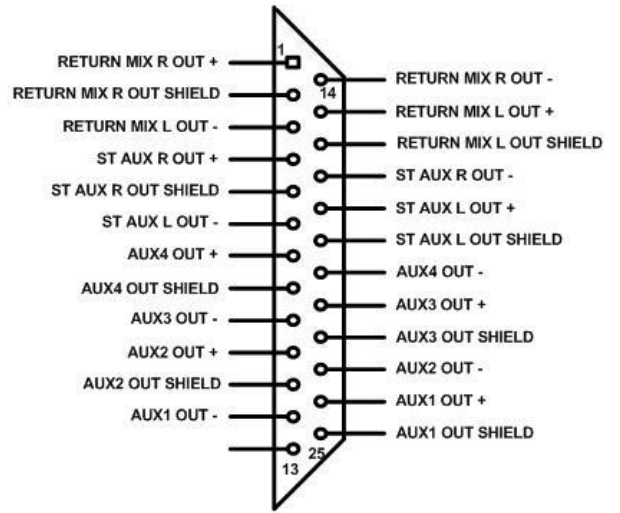 RETURN MIX R OUT +
RETURN MIX R OUT SHIELD
RETURN MIX L OUT -
ST AUX R OUT +
ST AUX R OUT SHIELD
ST AUX L OUT -
AUX4 OUT +
AUX4 OUT SHIELD
AUX3 OUT -
AUX2 OUT +
AUX2 OUT SHIELD
AUX1 OUT -
1
13
14
25
RETURN MIX R OUT -
RETURN MIX L OUT +
RETURN MIX L OUT SHIELD
ST AUX R OUT -
ST AUX L OUT +
ST AUX L OUT SHIELD
AUX4 OUT -
AUX3 OUT +
AUX3 OUT SHIELD
AUX2 OUT -
AUX1 OUT +
AUX1 OUT SHIELD